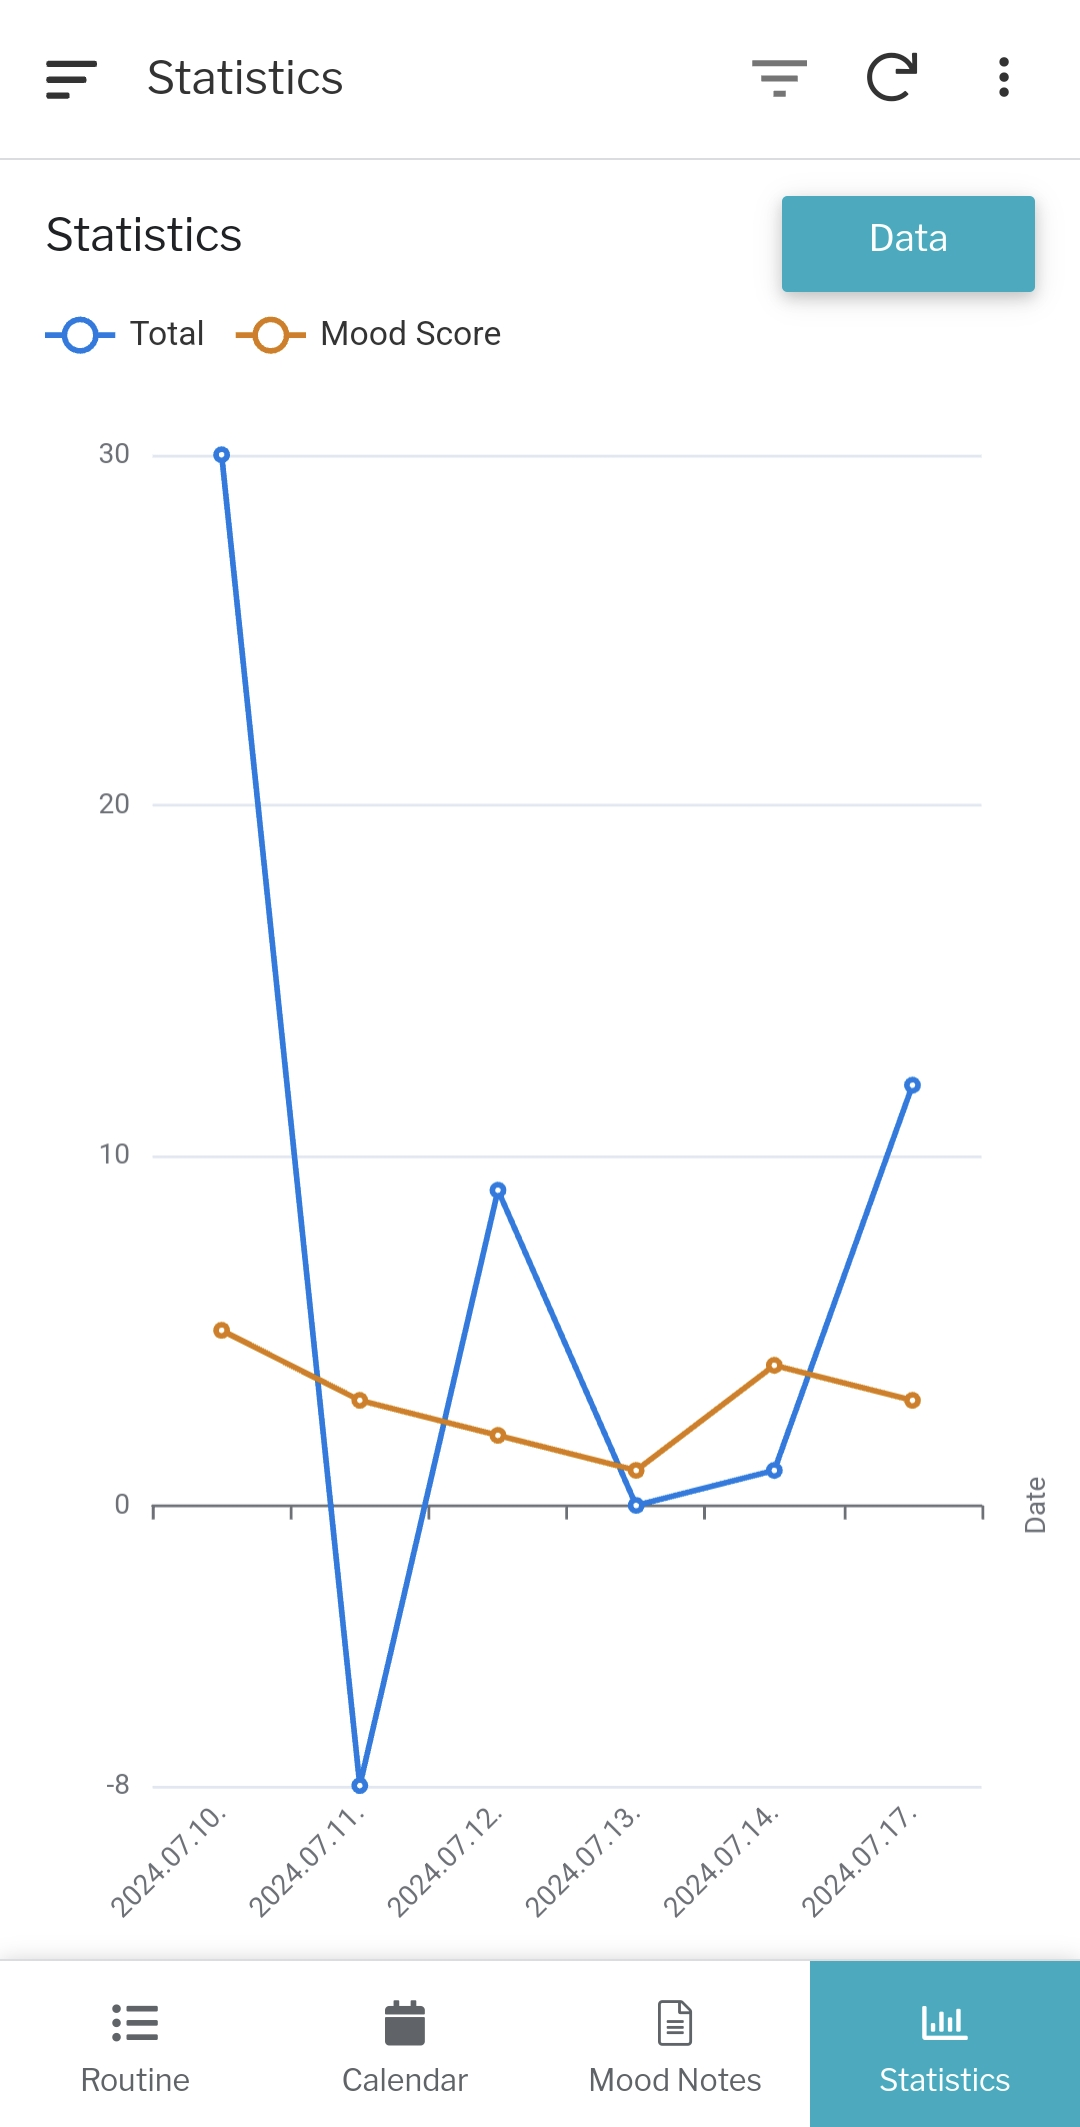 Statistics
Statistics
Data
Total
Mood Score
30
20
10
0
-8
Date
2024.07.10.
2024.07.11.
2024.07.12.
2024.07.13.
2024.07.14.
2024.07.17.
Routine
Calendar
Mood Notes
Statistics